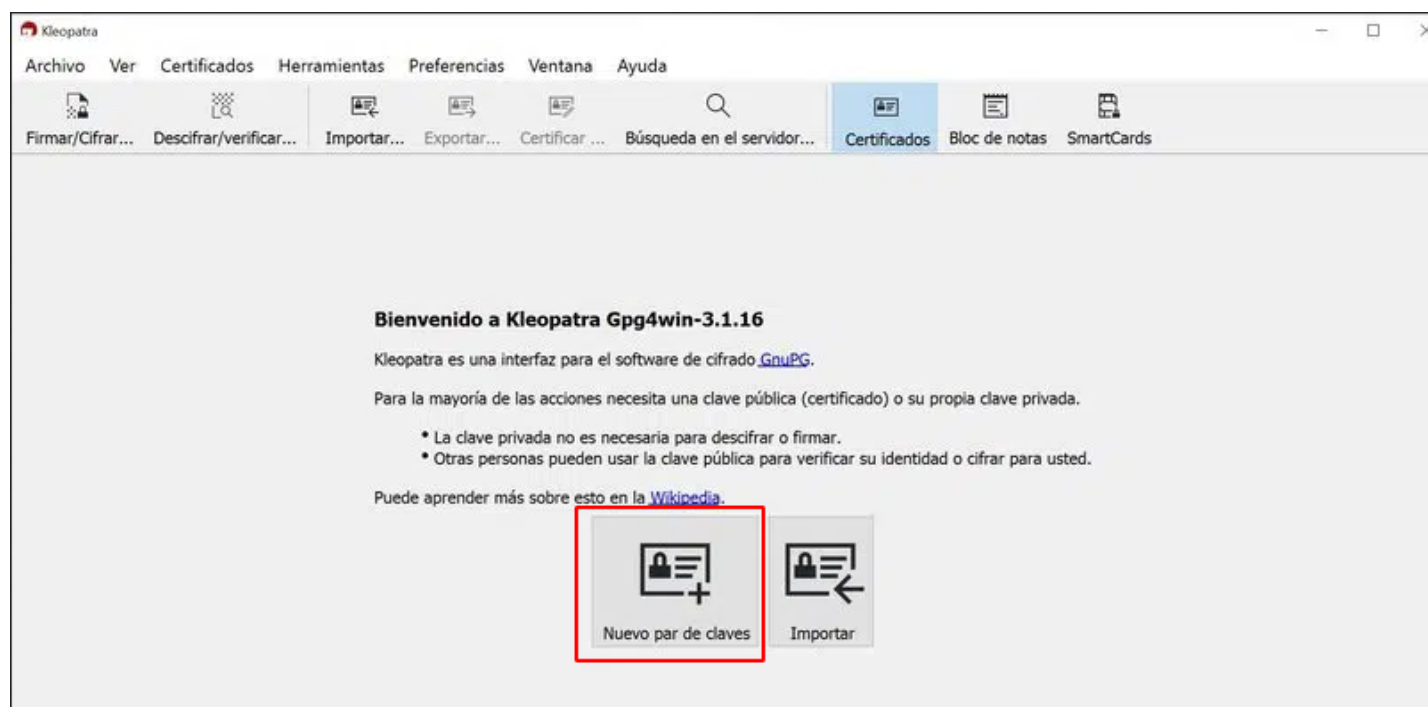 Kleopatra
Archivo Ver Certificados Herramientas Preferencias Ventana Ayuda
Firmar/Cifrar... Descifrar/verificar... Importar... Exportar... Certificar ... Búsqueda en el servidor... Certificados Bloc de notas SmartCards
Bienvenido a Kleopatra Gpg4win-3.1.16
Kleopatra es una interfaz para el software de cifrado GnuPG.
Para la mayoría de las acciones necesita una clave pública (certificado) o su propia clave privada.
• La clave privada no es necesaria para descifrar o firmar.
• Otras personas pueden usar la clave pública para verificar su identidad o cifrar para usted.
Puede aprender más sobre esto en la Wikipedia.
Nuevo par de claves Importar